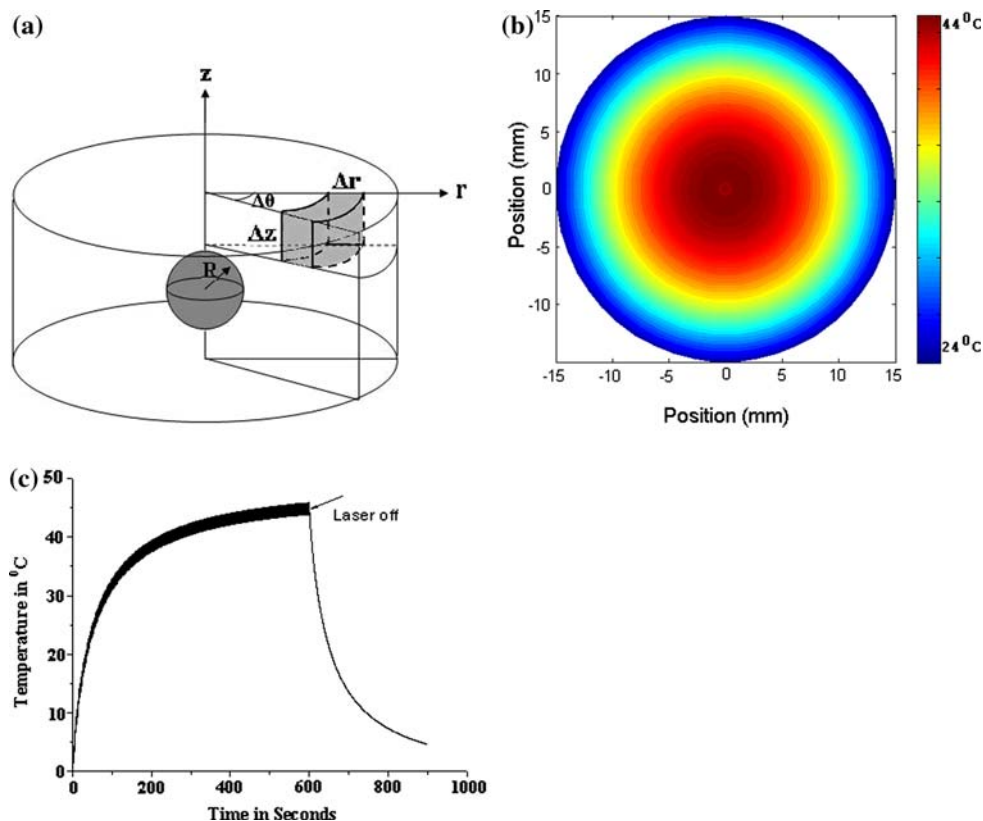 (a)
z
r
Δr
Δθ
Δz
R
(b)
15
10
5
0
-5
-10
-15 -10 -5 0 5 10 15
Position (mm)
Position (mm)
44 ⁰C
24 ⁰C
(c)
50
40
30
20
10
0
0 200 400 600 800 1000
Temperature in ⁰C
Time in Seconds
Laser off